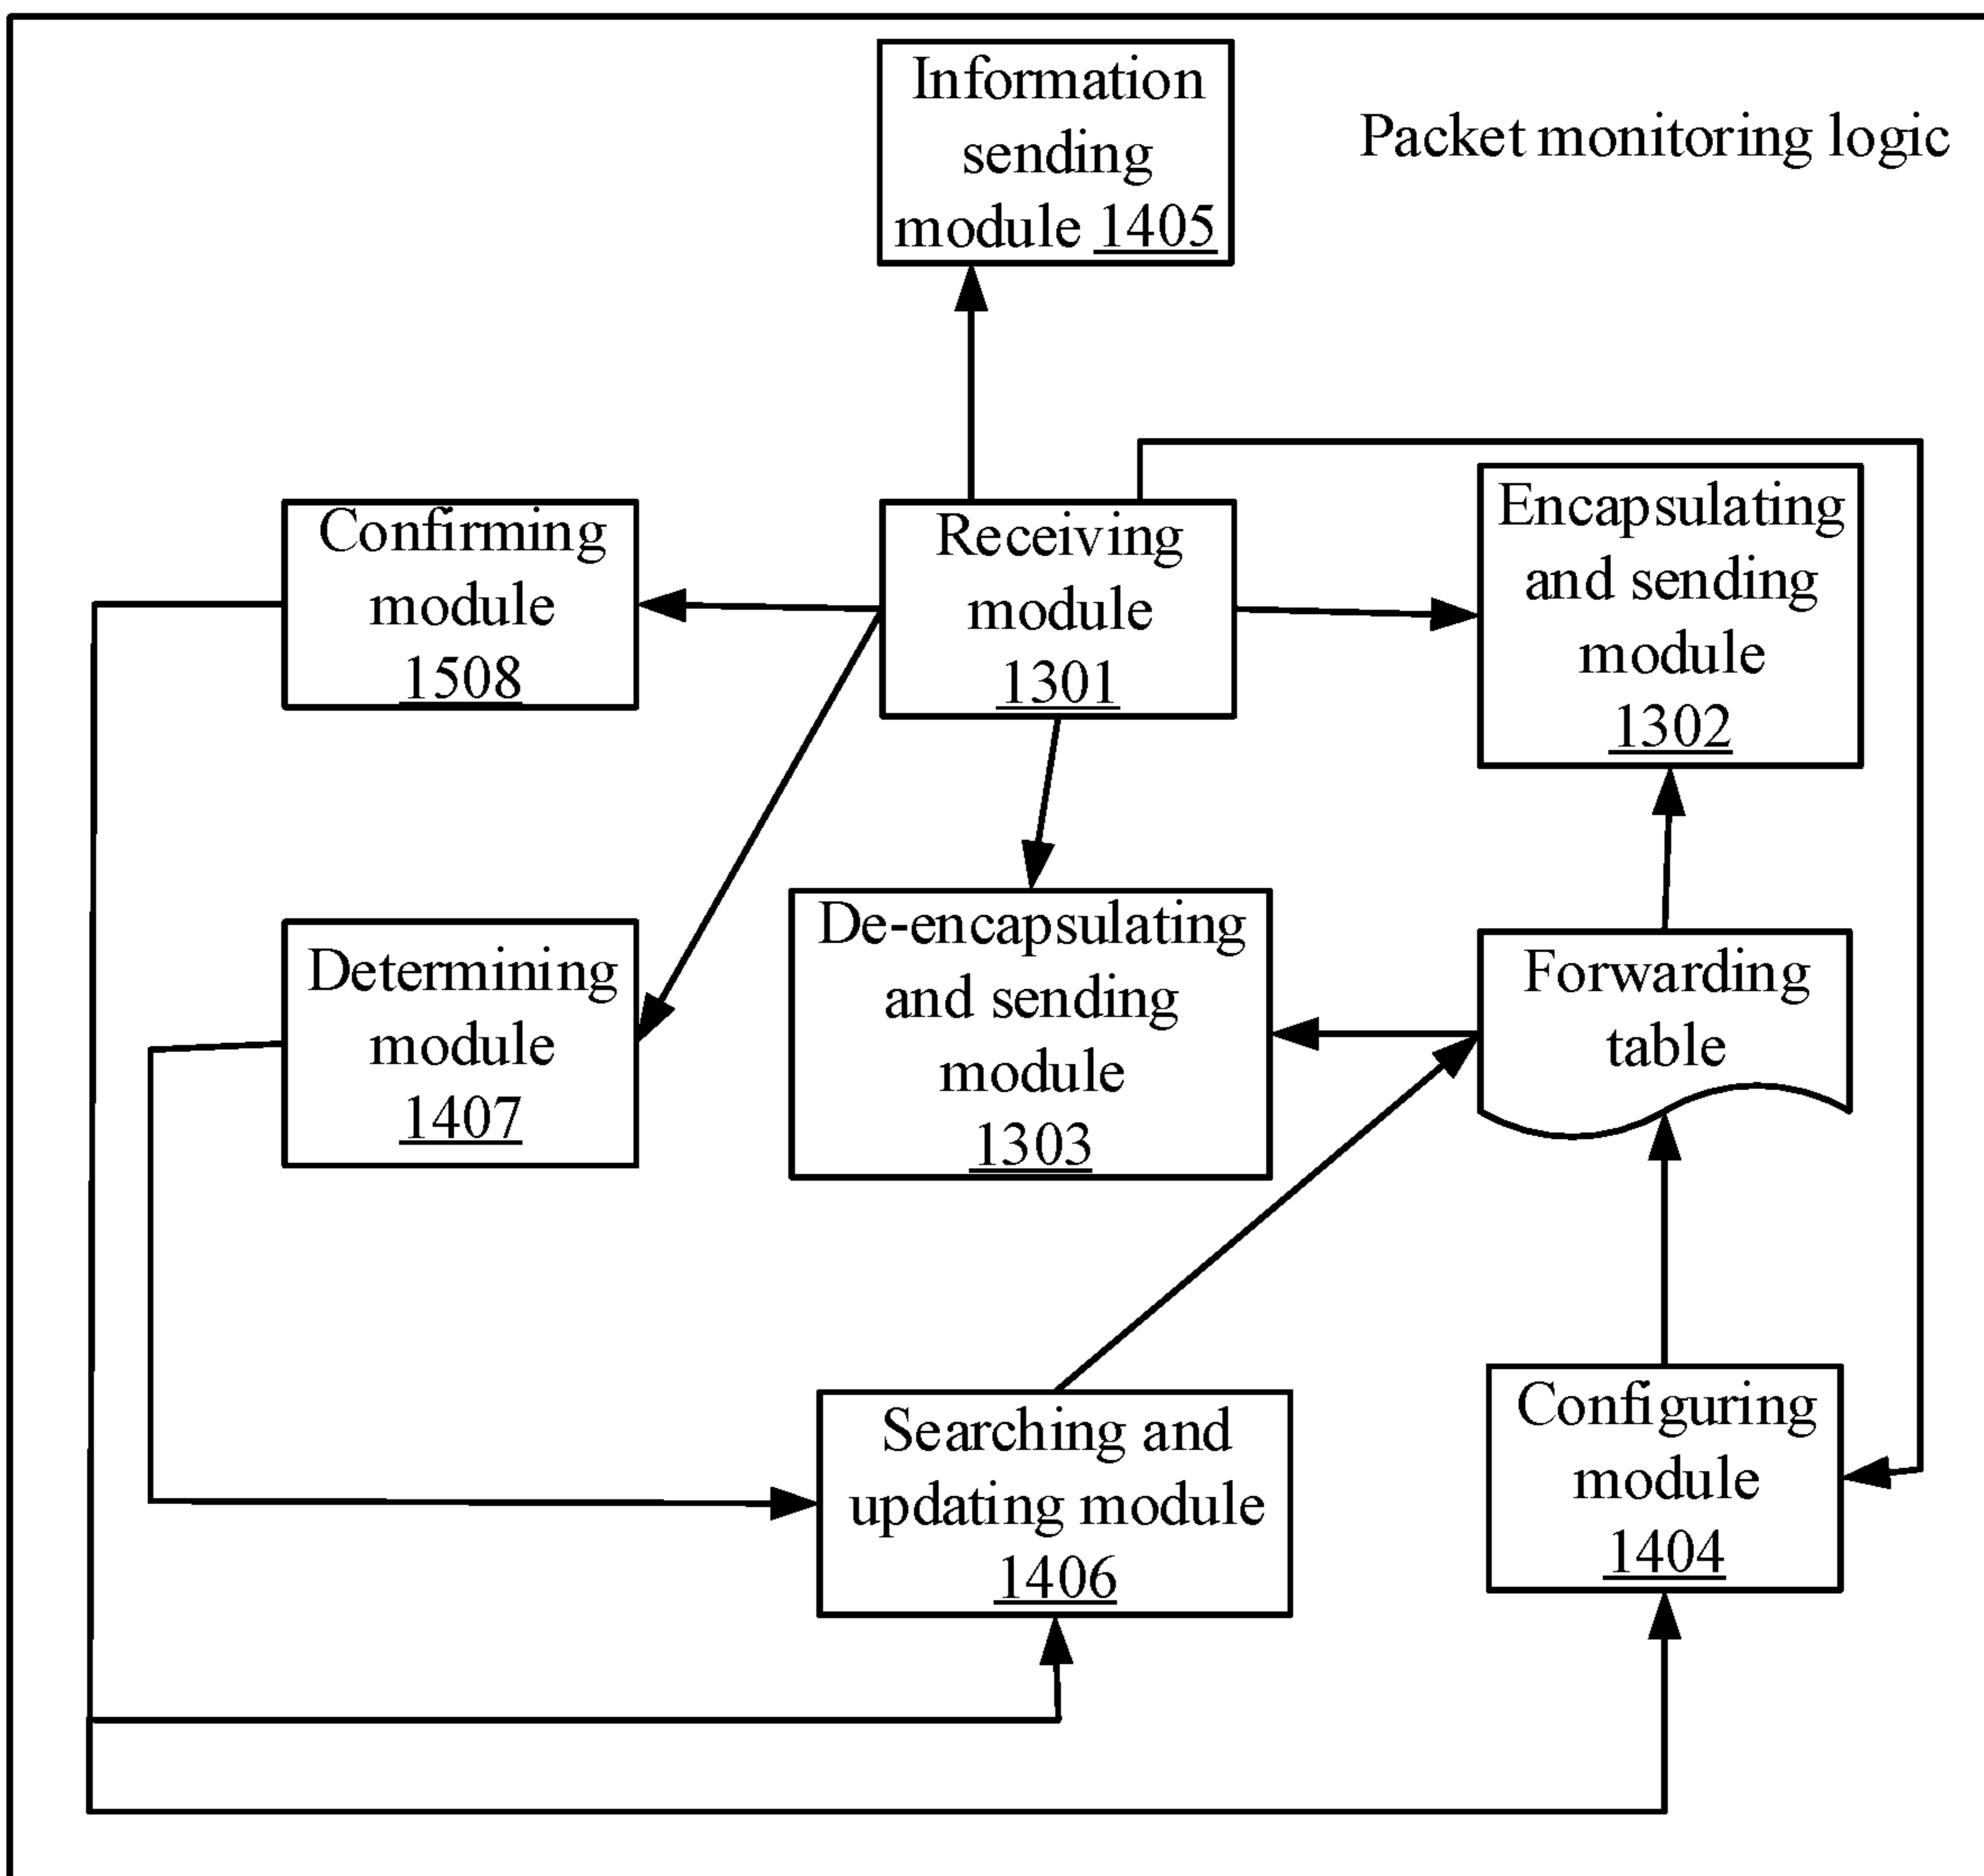 Information
sending
module 1405
Packet monitoring logic
Confirming
module
1508
Receiving
module
1301
Encapsulating
and sending
module
1302
Determining
module
1407
De-encapsulating
and sending
module
1303
Forwarding
table
Searching and
updating module
1406
Configuring
module
1404